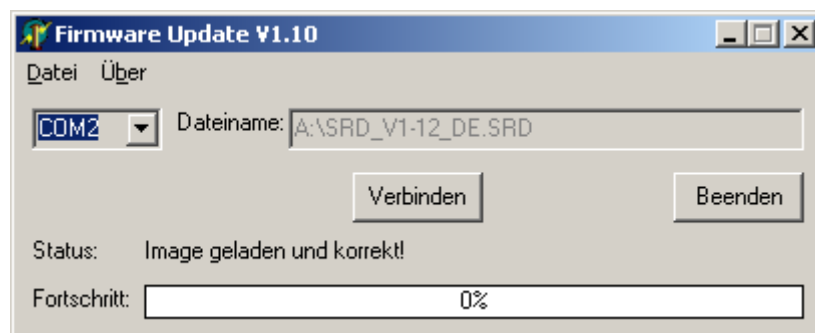 Firmware Update V1.10
Datei Über
COM2 Dateiname: A:\SRD_V1-12_DE.SRD
Verbinden Beenden
Status: Image geladen und korrekt!
Fortschritt: 0%